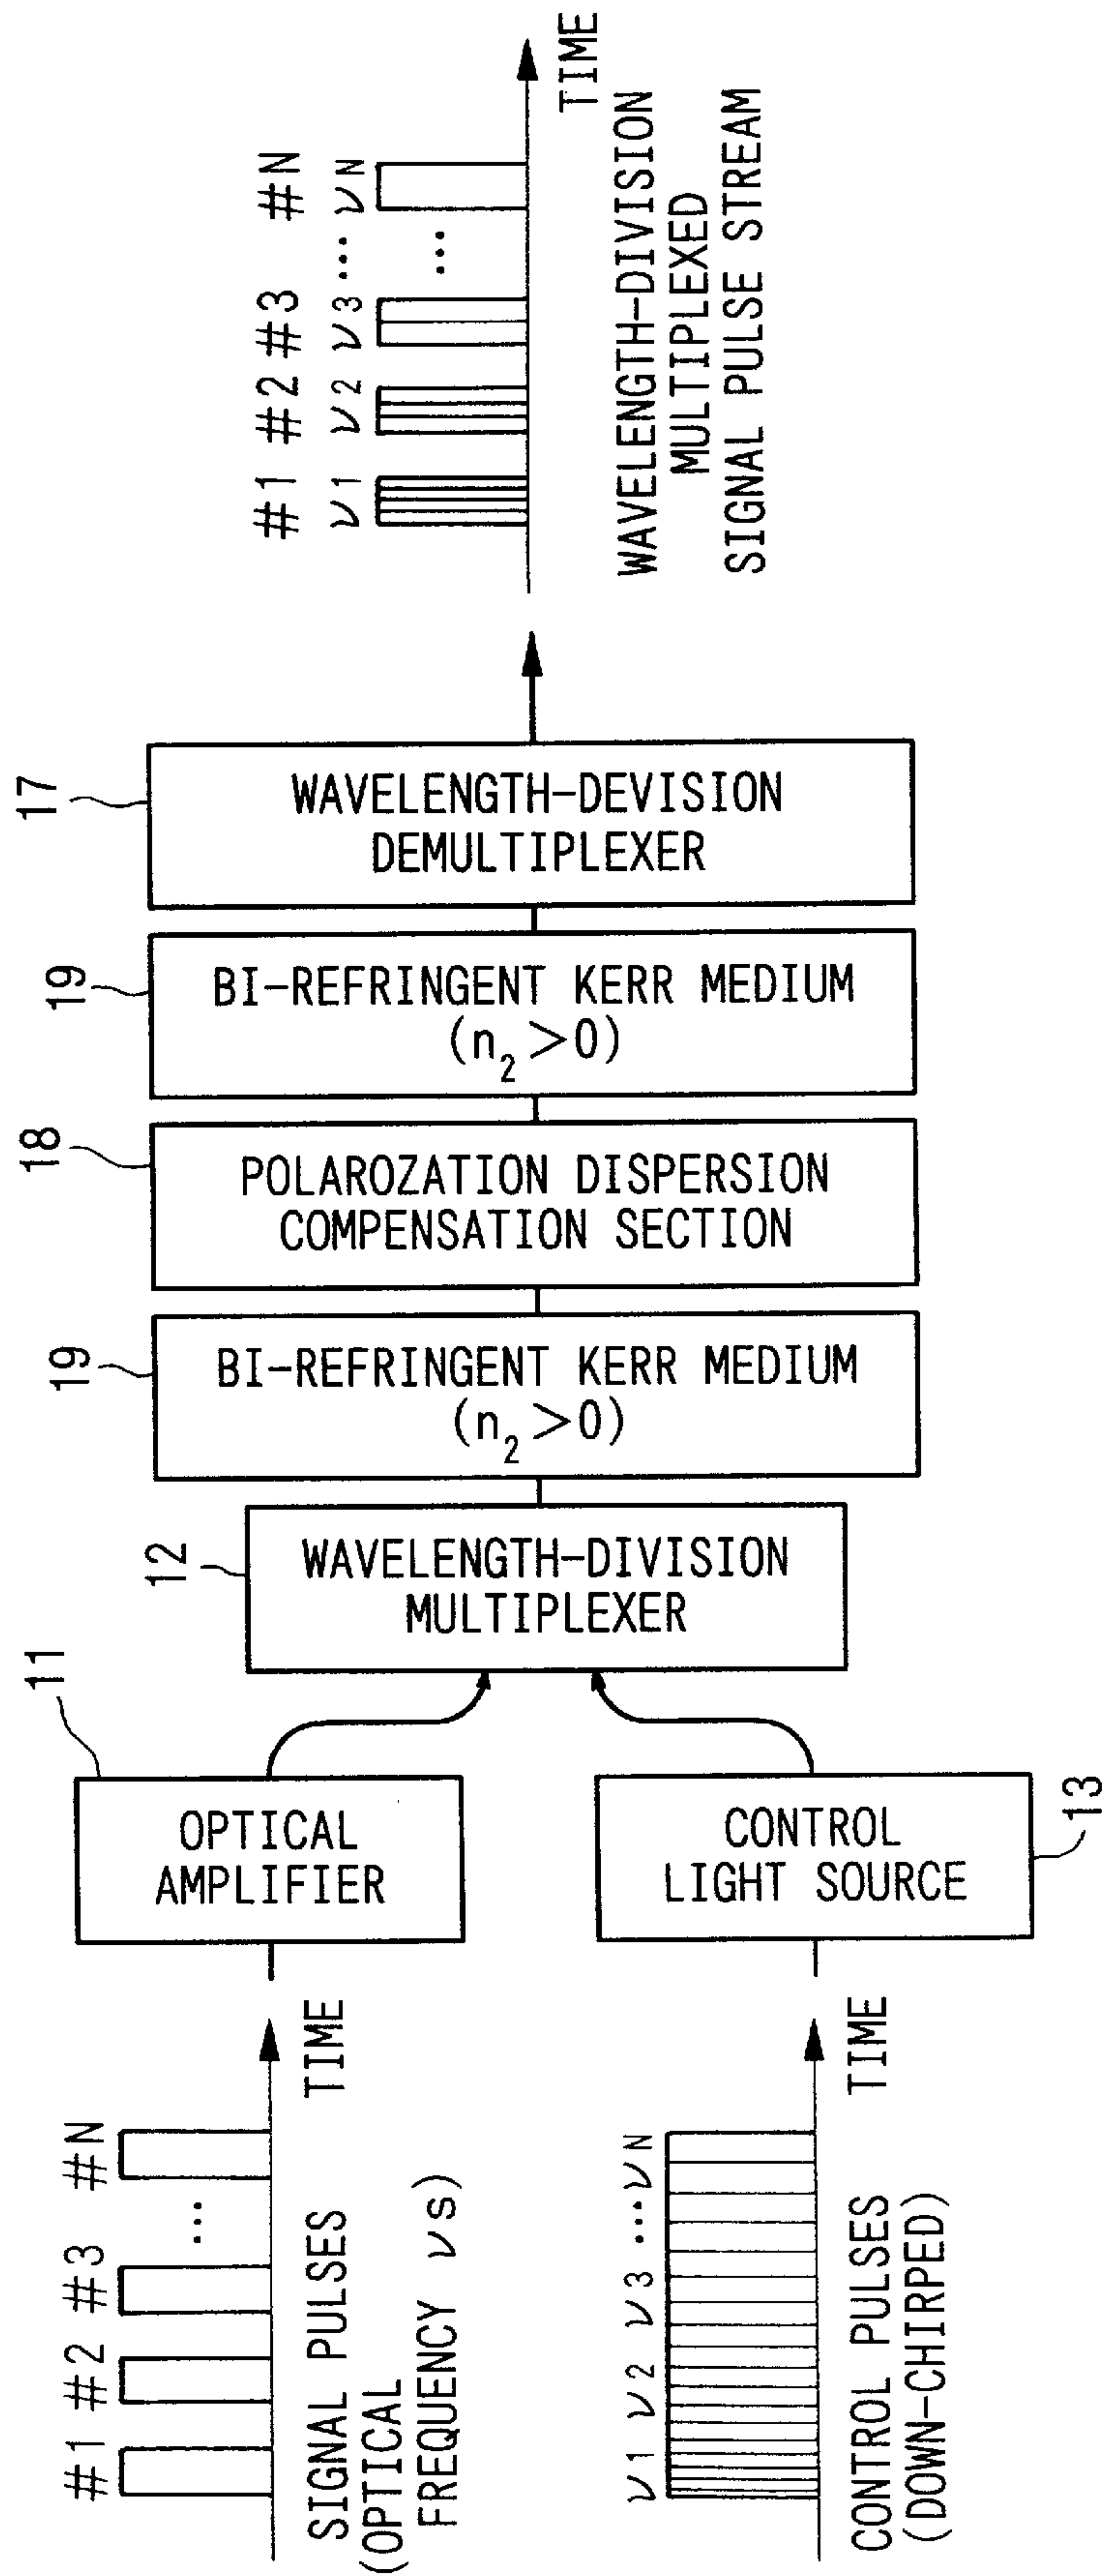 #1 #2 #3 #N
...
TIME
SIGNAL PULSES
(OPTICAL
FREQUENCY νs)
ν1 ν2 ν3 ... νN
TIME
CONTROL PULSES
(DOWN-CHIRPED)
11
OPTICAL
AMPLIFIER
CONTROL
LIGHT SOURCE
13
12
WAVELENGTH-DIVISION
MULTIPLEXER
19
BI-REFRINGENT KERR MEDIUM
(n2>0)
18
POLAROZATION DISPERSION
COMPENSATION SECTION
19
BI-REFRINGENT KERR MEDIUM
(n2>0)
17
WAVELENGTH-DEVISION
DEMULTIPLEXER
#1 #2 #3 #N
ν1 ν2 ν3 ... νN
...
TIME
WAVELENGTH-DIVISION
MULTIPLEXED
SIGNAL PULSE STREAM